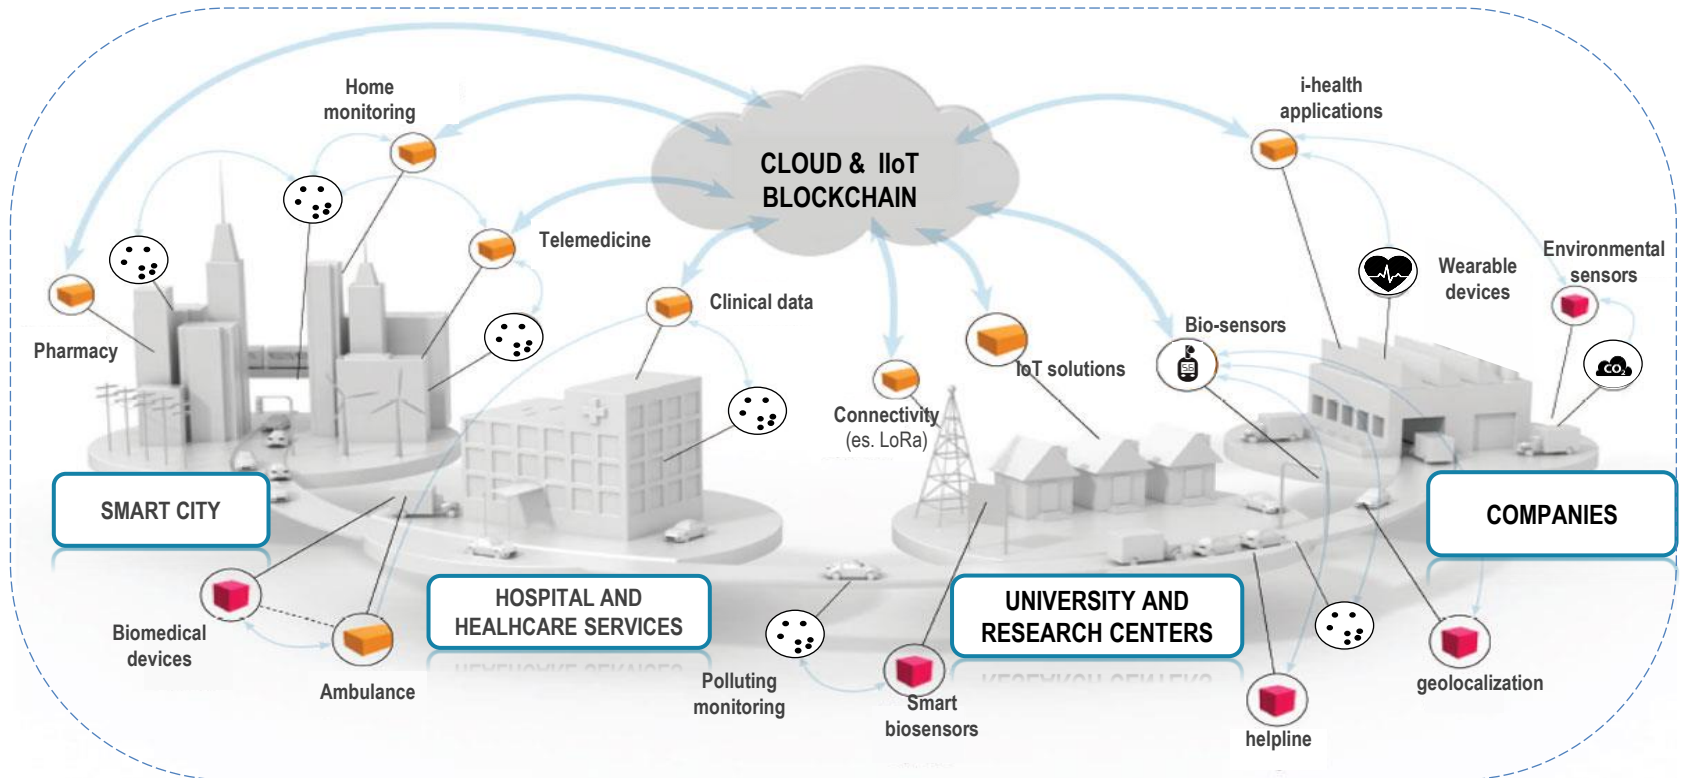 Home
monitoring
i-health
applications
CLOUD & IIoT
BLOCKCHAIN
Telemedicine
Environmental
sensors
Wearable
devices
Clinical data
Bio-sensors
Pharmacy
IoT solutions
CO2
Connectivity
(es. LoRa)
SMART CITY
COMPANIES
HOSPITAL AND
HEALHCARE SERVICES
UNIVERSITY AND
RESEARCH CENTERS
Biomedical
devices
Ambulance
Polluting
monitoring
Smart
biosensors
geolocalization
helpline